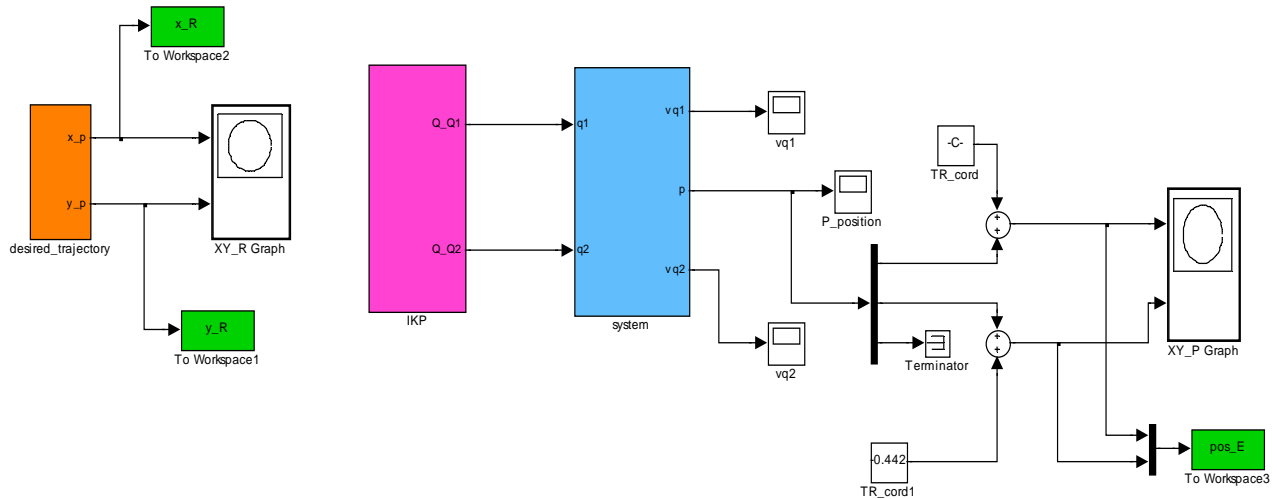 x_R
To Workspace2
x_p
y_p
desired_trajectory
XY_R Graph
y_R
To Workspace1
Q_Q1
Q_Q2
IKP
q1
q2
vq1
p
vq2
system
vq1
P_position
vq2
-C-
TR_cord
+
+
+
+
Terminator
-0.442
TR_cord1
XY_P Graph
pos_E
To Workspace3